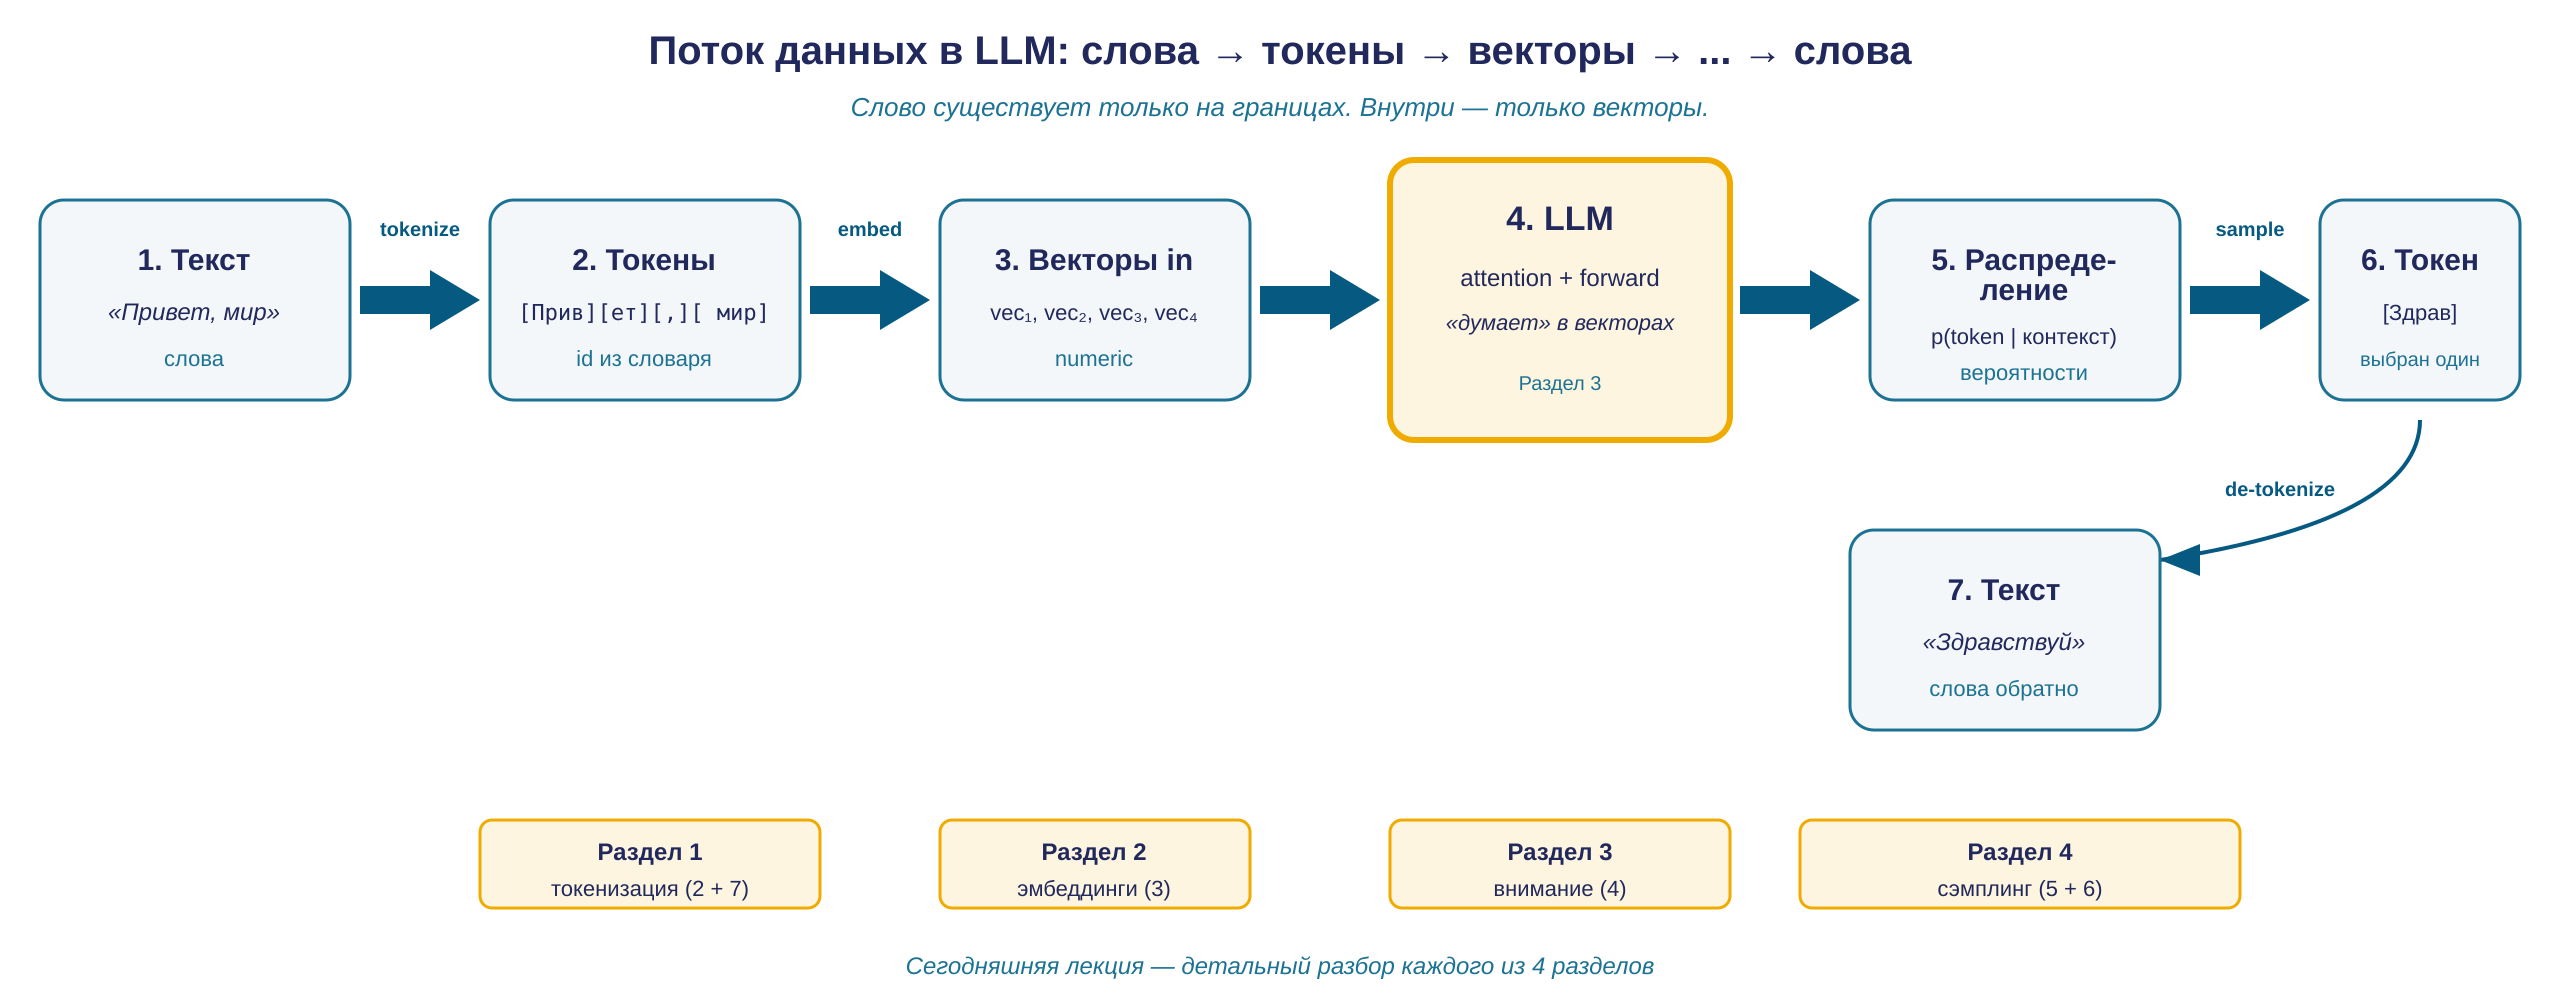 Поток данных в LLM: слова → токены → векторы → ... → слова
Слово существует только на границах. Внутри — только векторы.
1. Текст
«Привет, мир»
слова
tokenize
2. Токены
[Прив][ет][,][ мир]
id из словаря
embed
3. Векторы in
vec₁, vec₂, vec₃, vec₄
numeric
4. LLM
attention + forward
«думает» в векторах
Раздел 3
5. Распреде-
ление
p(token | контекст)
вероятности
sample
6. Токен
[Здрав]
выбран один
de-tokenize
7. Текст
«Здравствуй»
слова обратно
Раздел 1
токенизация (2 + 7)
Раздел 2
эмбеддинги (3)
Раздел 3
внимание (4)
Раздел 4
сэмплинг (5 + 6)
Сегодняшняя лекция — детальный разбор каждого из 4 разделов